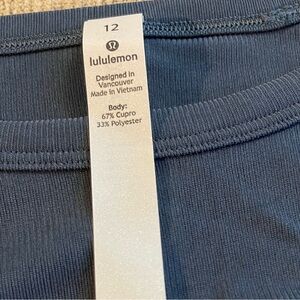 12
lululemon
Designed in
Vancouver
Made in Vietnam
Body:
67% Cupro
33% Polyester